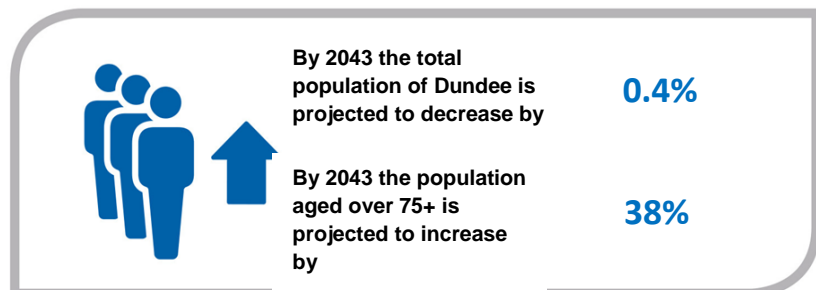 By 2043 the total
population of Dundee is
projected to decrease by
0.4%
By 2043 the population
aged over 75+ is
projected to increase
by
38%